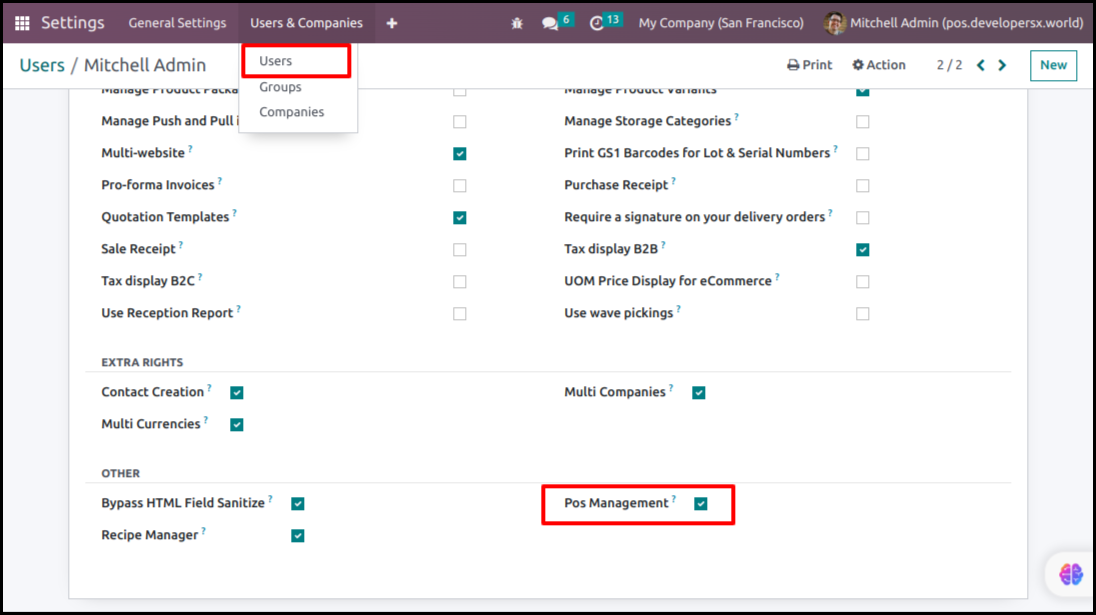 Settings General Settings Users & Companies + 6 13 My Company (San Francisco) Mitchell Admin (pos.developersx.world)
Users / Mitchell Admin Print Action 2 / 2 New
Users
Groups
Companies
Manage Product Manage Product Variants
Manage Push and Pull Manage Storage Categories ?
Multi-website ? Print GS1 Barcodes for Lot & Serial Numbers ?
Pro-forma Invoices ? Purchase Receipt ?
Quotation Templates ? Require a signature on your delivery orders ?
Sale Receipt ? Tax display B2B ?
Tax display B2C ? UOM Price Display for eCommerce ?
Use Reception Report ? Use wave pickings ?
EXTRA RIGHTS
Contact Creation ? Multi Companies ?
Multi Currencies ?
OTHER
Bypass HTML Field Sanitize ? Pos Management ?
Recipe Manager ?